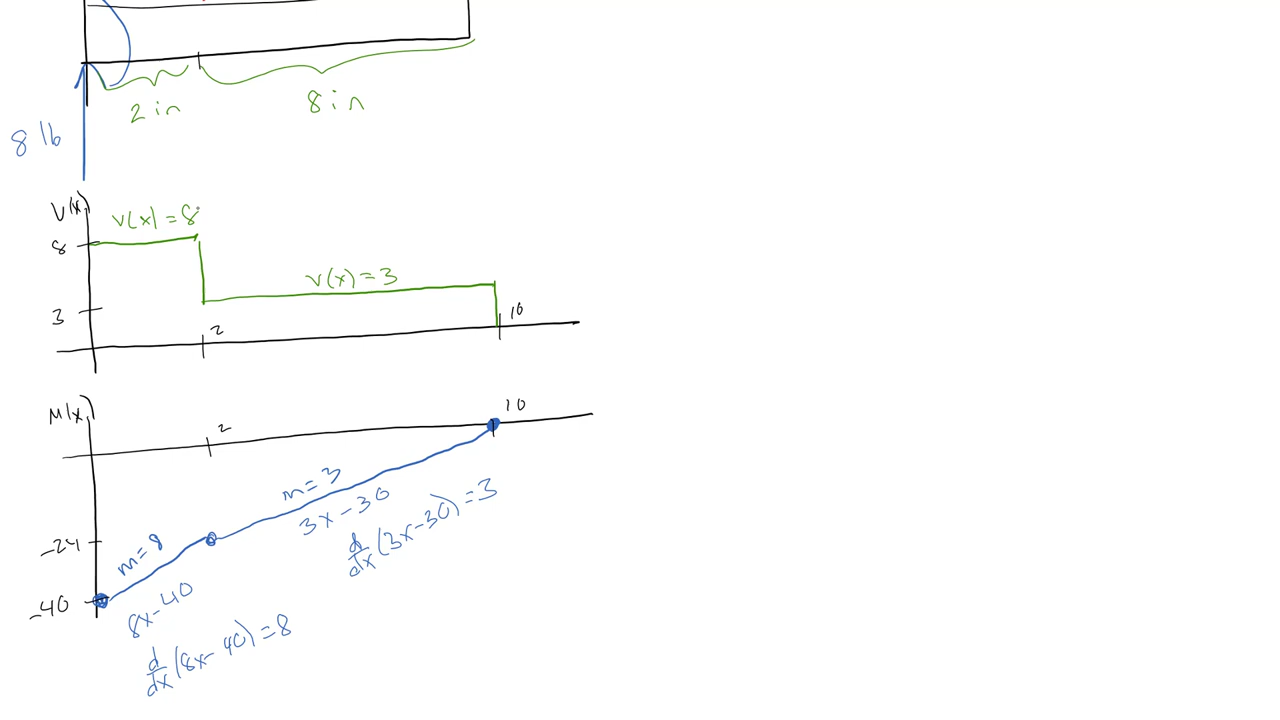 2 in
8 in
8 lb
V(x)
V(x) = 8
8
V(x) = 3
3
2
10
M(x)
2
10
m = 3
3x - 30
d/dx (3x - 30) = 3
-24
m = 8
-40
8x - 40
d/dx (8x - 40) = 8